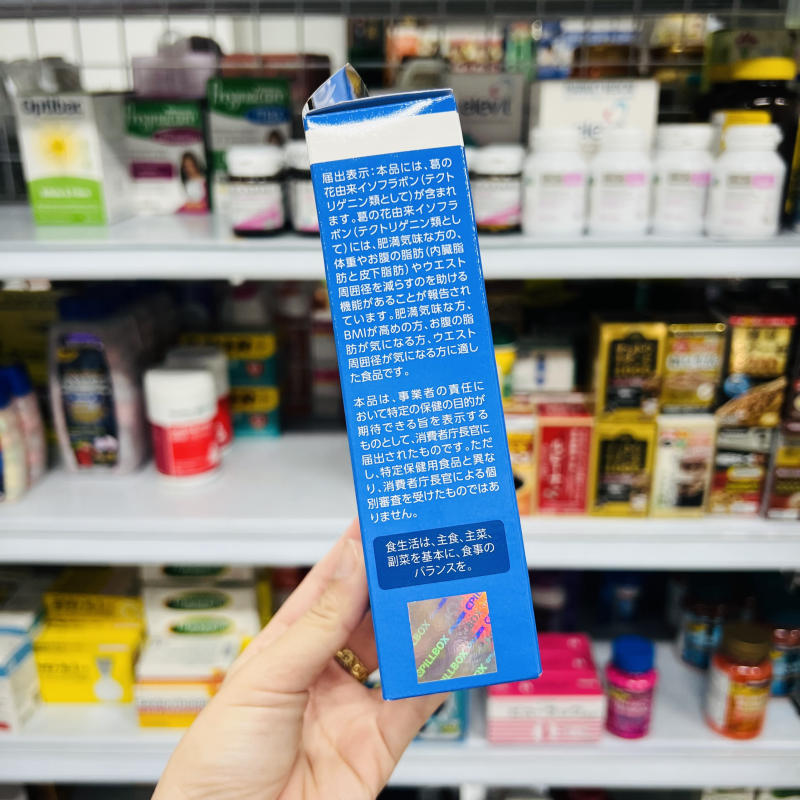 届出表示:本品には、葛の
花由来イソフラボン(テクト
リゲニン類として)が含まれ
ます。葛の花由来イソフラ
ボン(テクトリゲニン類とし
て)には、肥満気味な方の、
体重やお腹の脂肪(内臓脂
肪と皮下脂肪)やウエスト
周囲径を減らすのを助ける
機能があることが報告され
ています。肥満気味な方、
BMIが高めの方、お腹の脂
肪が気になる方、ウエスト
周囲径が気になる方に適し
た食品です。
本品は、事業者の責任に
おいて特定の保健の目的が
期待できる旨を表示する
ものとして、消費者庁長官に
届出されたものです。ただ
し、特定保健用食品と異な
り、消費者庁長官による個
別審査を受けたものではあ
りません。
食生活は、主食、主菜、
副菜を基本に、食事の
バランスを。
PILLBOX
elevit